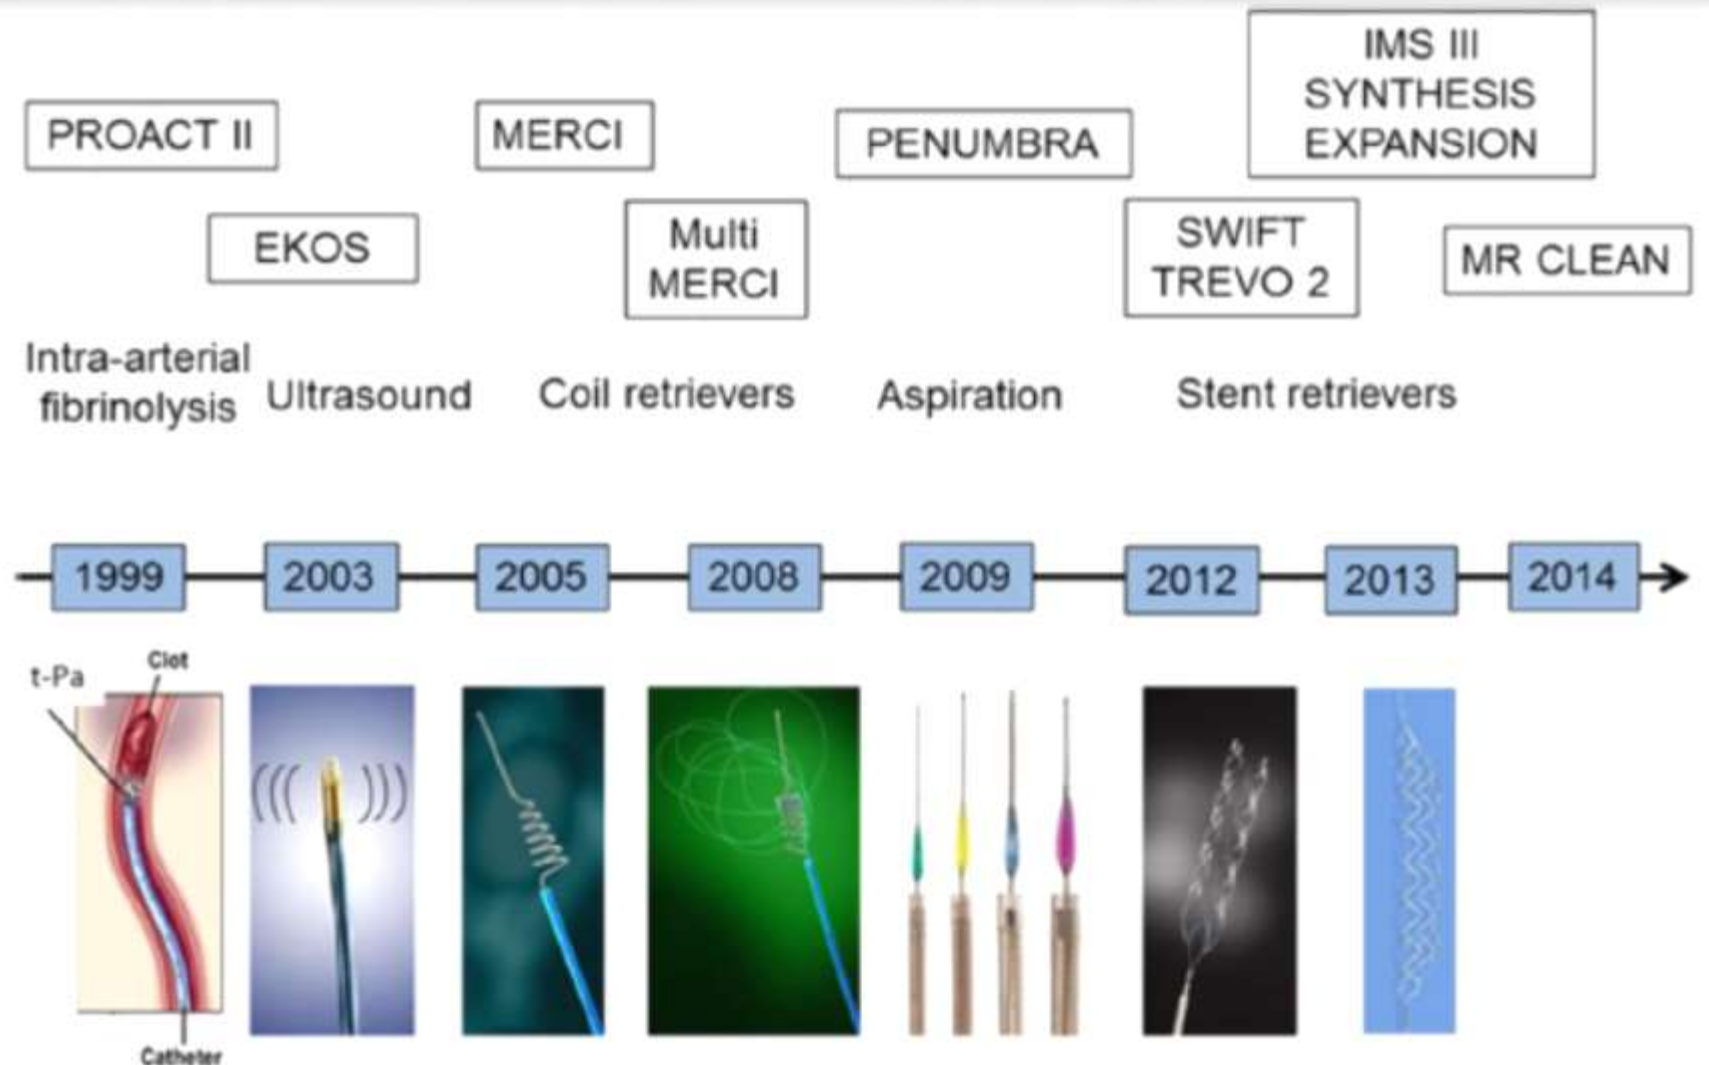 IMS III
SYNTHESIS
EXPANSION
PROACT II
MERCI
PENUMBRA
EKOS
Multi
MERCI
SWIFT
TREVO 2
MR CLEAN
Intra-arterial
fibrinolysis
Ultrasound
Coil retrievers
Aspiration
Stent retrievers
1999
2003
2005
2008
2009
2012
2013
2014
Clot
t-Pa
Catheter